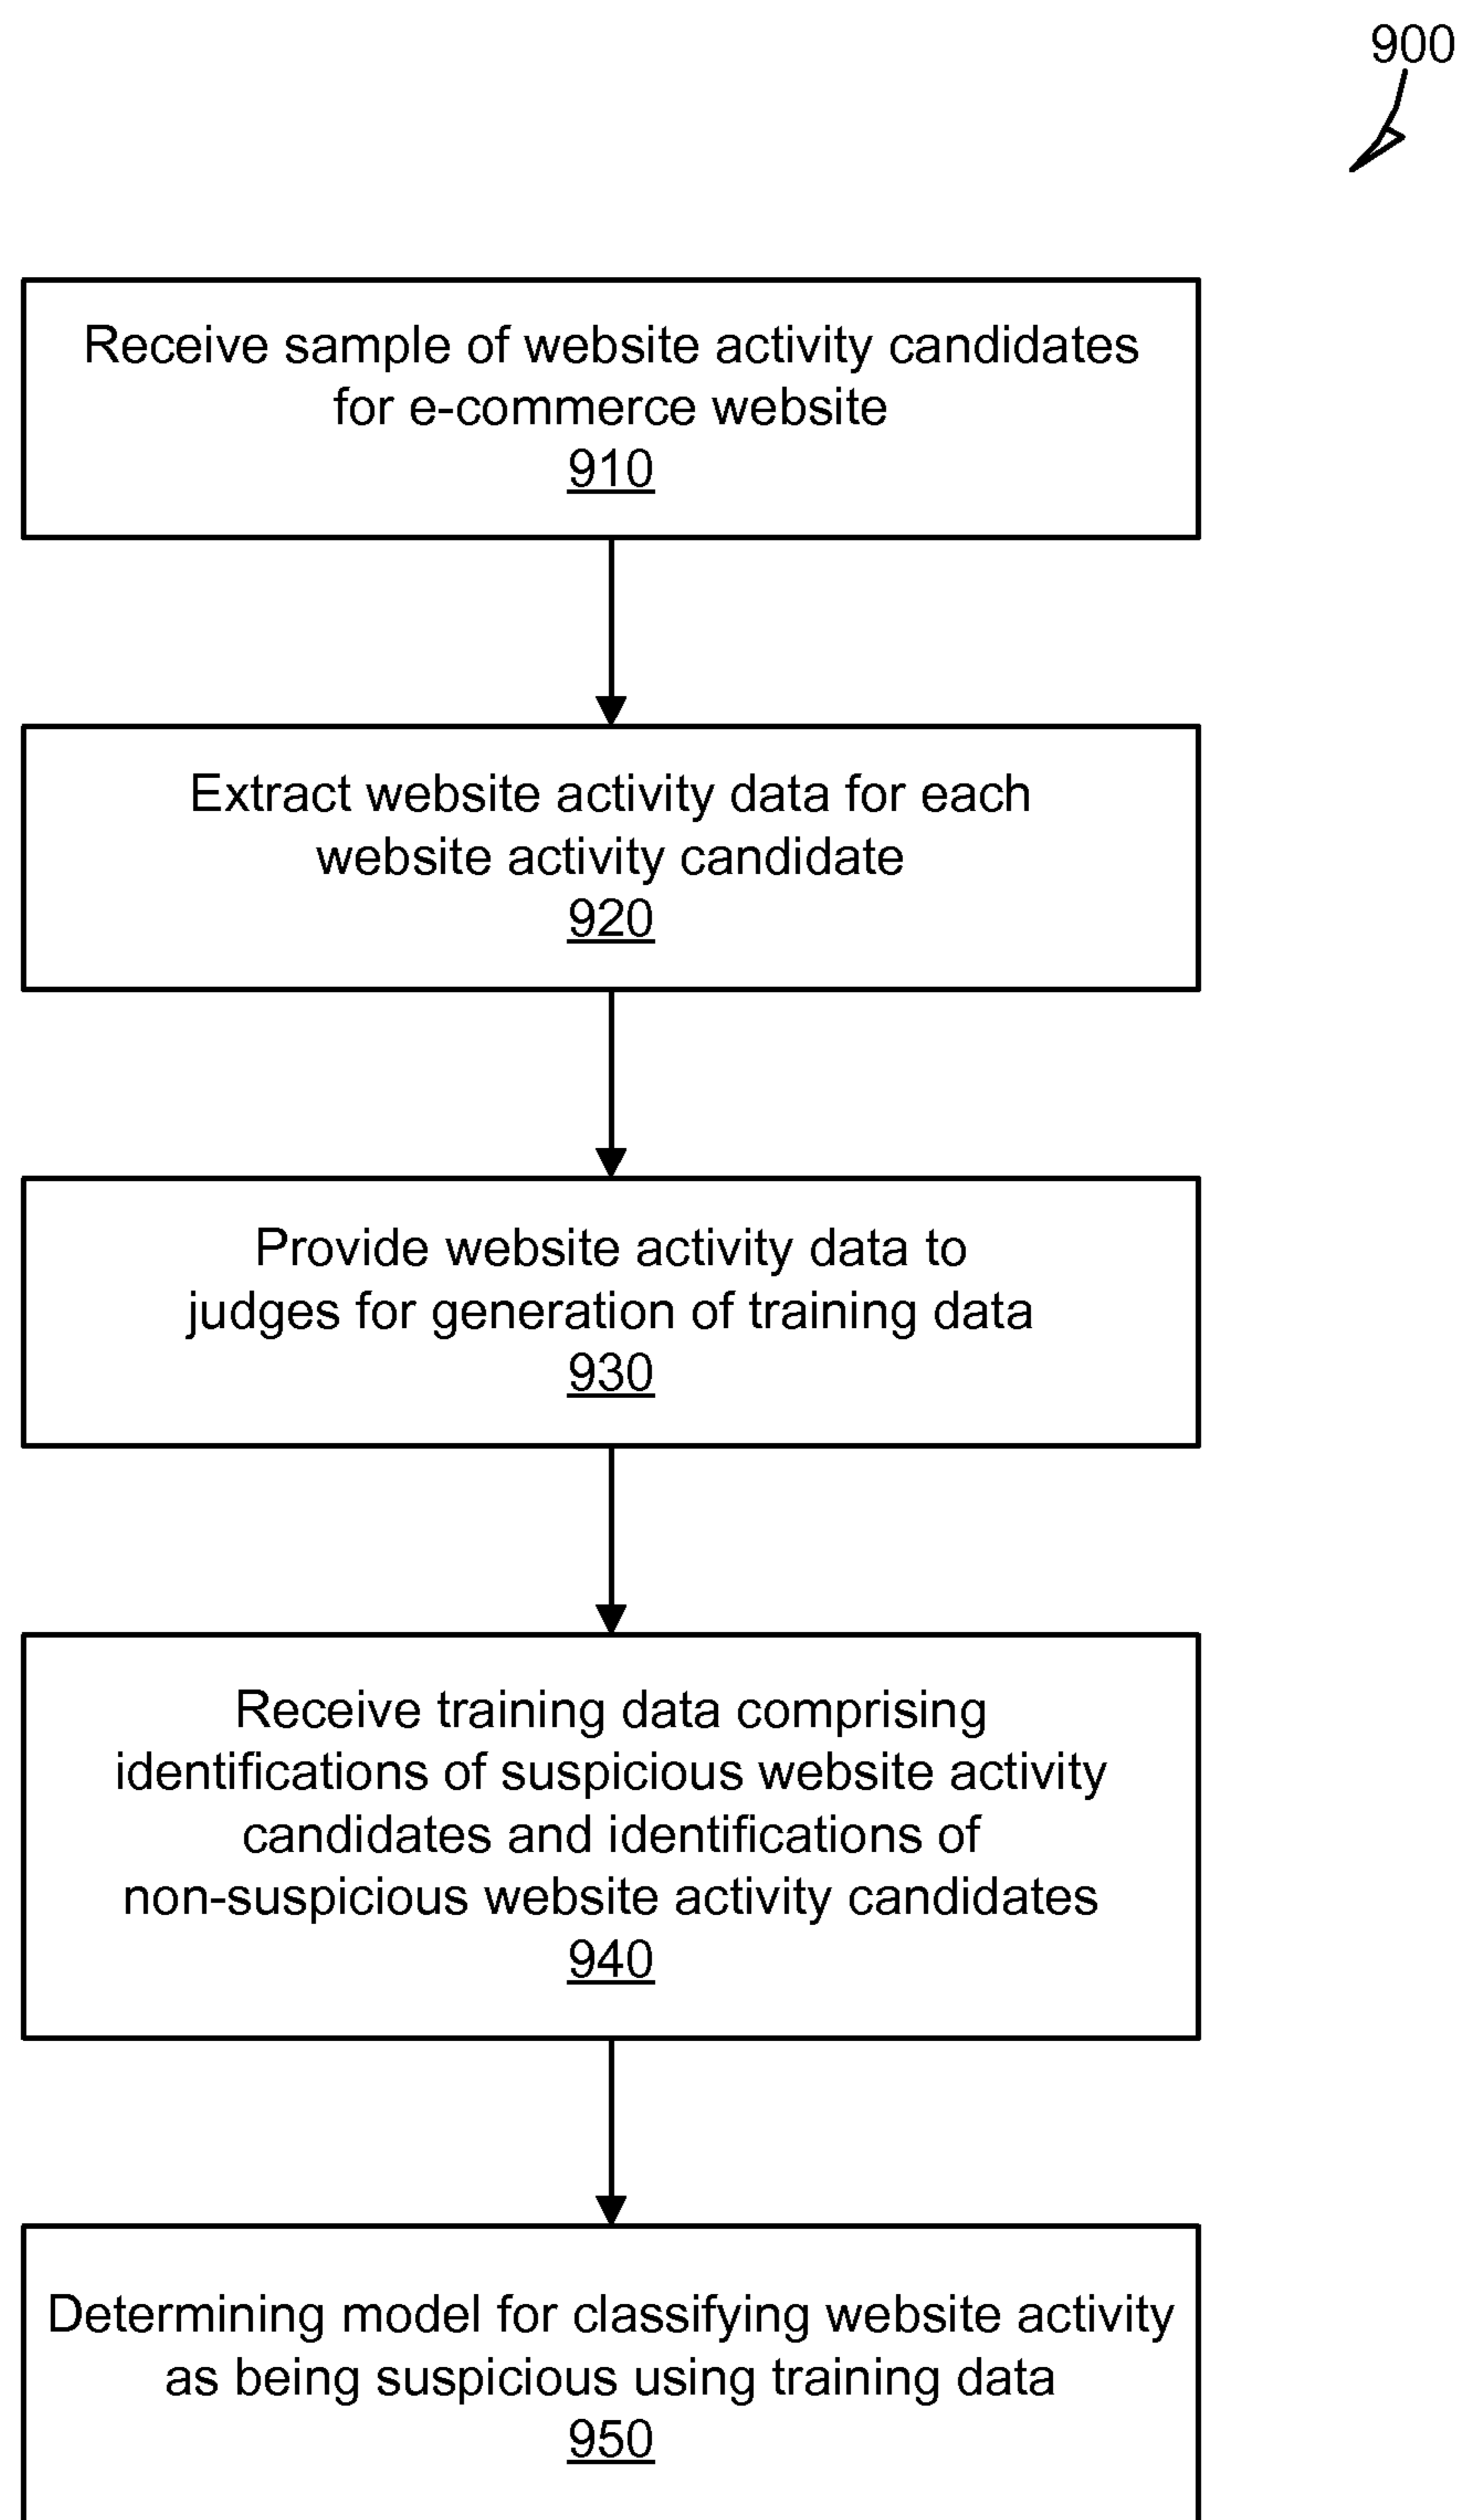 900
Receive sample of website activity candidates
for e-commerce website
910
Extract website activity data for each
website activity candidate
920
Provide website activity data to
judges for generation of training data
930
Receive training data comprising
identifications of suspicious website activity
candidates and identifications of
non-suspicious website activity candidates
940
Determining model for classifying website activity
as being suspicious using training data
950